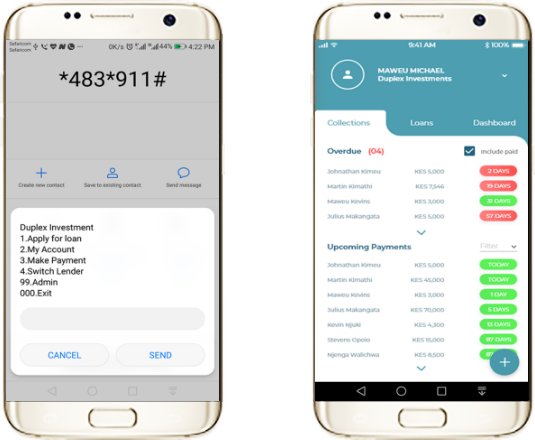 Safaricom
Safaricom
0K/s
44%
4:22 PM
*483*911#
Create new contact
Save to existing contact
Send message
Duplex Investment
1.Apply for loan
2.My Account
3.Make Payment
4.Switch Lender
99.Admin
000.Exit
CANCEL
SEND
9:41 AM
100%
MAWEU MICHAEL
Duplex Investments
Collections
Loans
Dashboard
Overdue (04)
Include paid
Johnathan Kimeu KES 5,000 2 DAYS
Martin Kimathi KES 7,546 19 DAYS
Maweu Kevins KES 3,000 31 DAYS
Julius Makangata KES 5,000 57 DAYS
Upcoming Payments
Filter
Johnathan Kimeu KES 5,000 TODAY
Martin Kimathi KES 45,000 TODAY
Maweu Kevins KES 3,000 1 DAY
Julius Makangata KES 70,000 5 DAYS
Kevin Njuki KES 4,300 13 DAYS
Stevens Opolo KES 15,000 87 DAYS
Njenga Walichwa KES 8,500
+